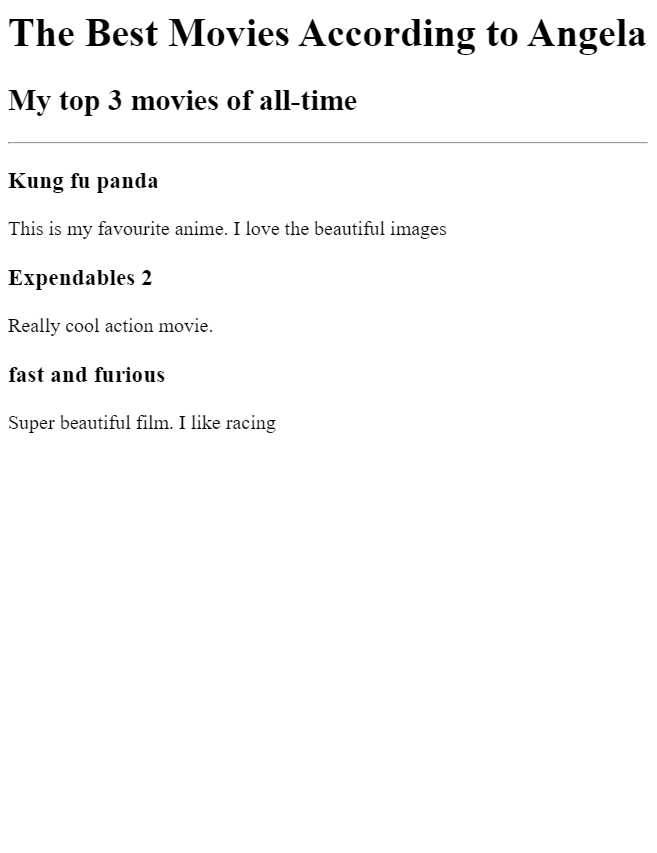 The Best Movies According to Angela
My top 3 movies of all-time
Kung fu panda
This is my favourite anime. I love the beautiful images
Expendables 2
Really cool action movie.
fast and furious
Super beautiful film. I like racing